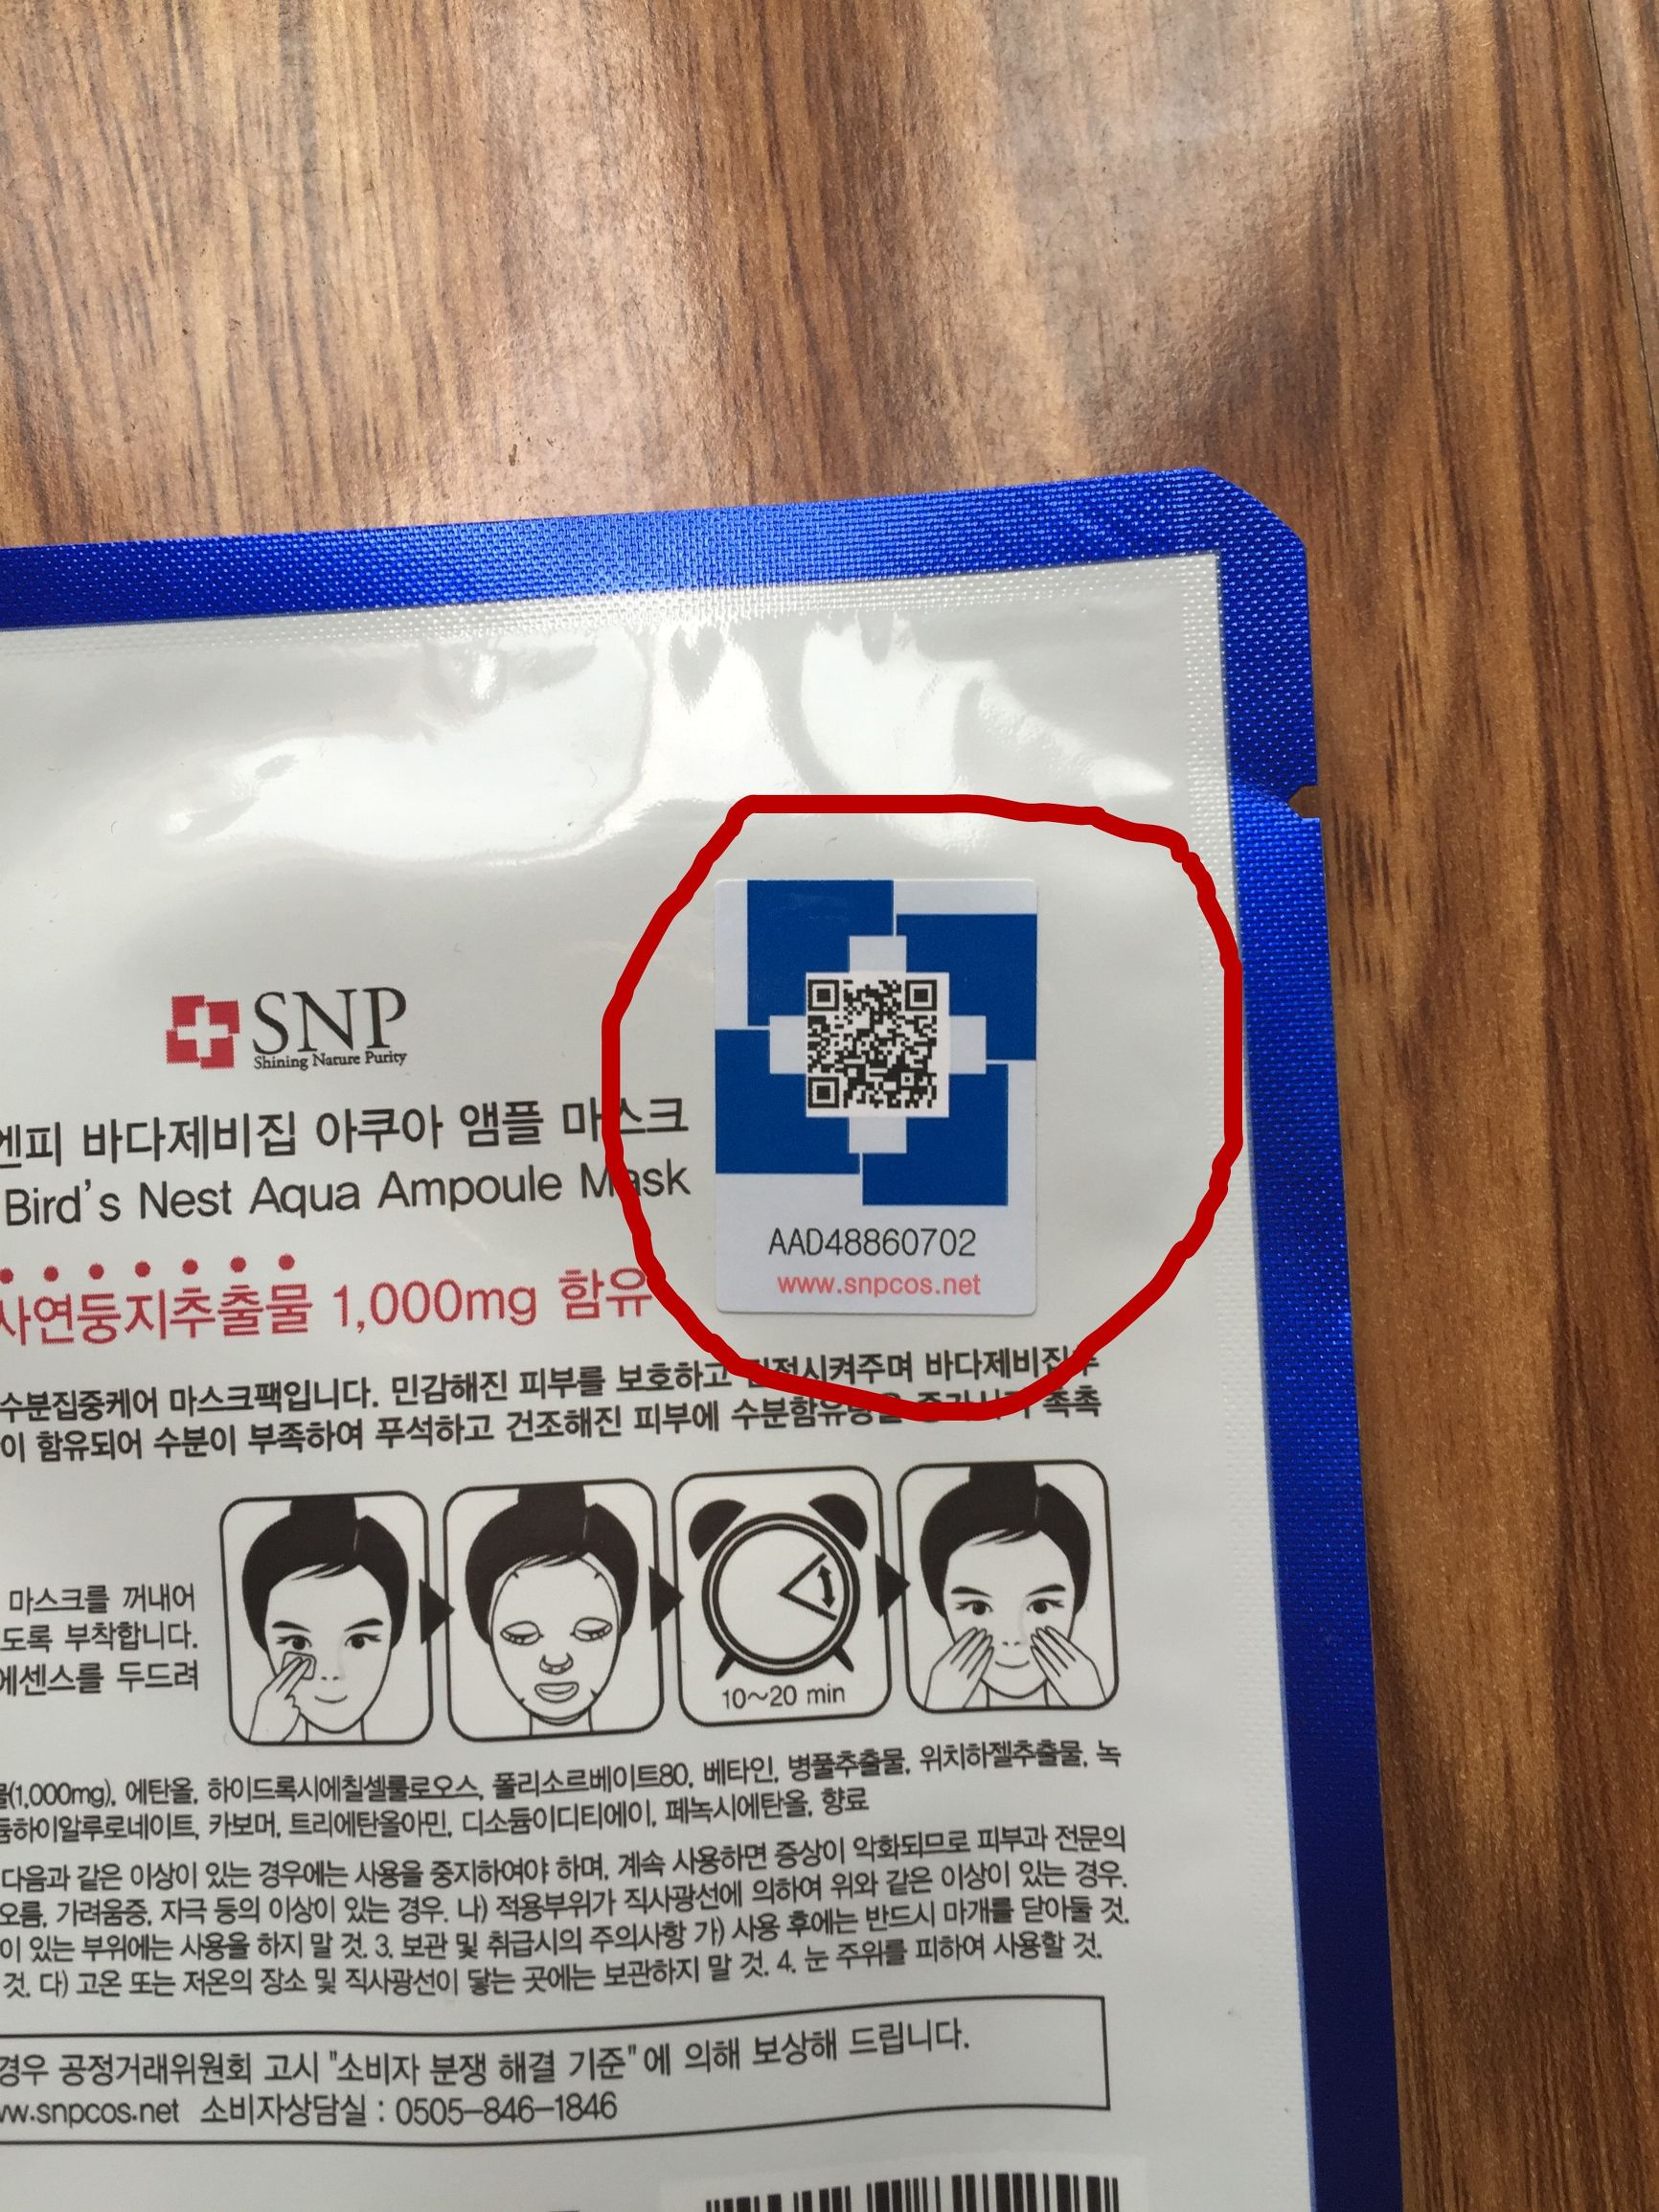 SNP
Shining Nature Purity
엔피 바다제비집 아쿠아 앰플 마스크
Bird's Nest Aqua Ampoule Mask
AAD48860702
www.snpcos.net
사연둥지추출물 1,000mg 함유
수분집중케어 마스크팩입니다. 민감해진 피부를 보호하고 진정시켜주며 바다제비집추
이 함유되어 수분이 부족하여 푸석하고 건조해진 피부에 수분함유량을 증가시켜 촉촉
마스크를 꺼내어
도록 부착합니다.
에센스를 두드려
10~20 min
물(1,000mg), 에탄올, 하이드록시에칠셀룰로오스, 폴리소르베이트80, 베타인, 병풀추출물, 위치하젤추출물, 녹
듐하이알루로네이트, 카보머, 트리에탄올아민, 디소듐이디티에이, 페녹시에탄올, 향료
다음과 같은 이상이 있는 경우에는 사용을 중지하여야 하며, 계속 사용하면 증상이 악화되므로 피부과 전문의
오름, 가려움증, 자극 등의 이상이 있는 경우. 나) 적용부위가 직사광선에 의하여 위와 같은 이상이 있는 경우.
이 있는 부위에는 사용을 하지 말 것. 3. 보관 및 취급시의 주의사항 가) 사용 후에는 반드시 마개를 닫아둘 것.
것. 다) 고온 또는 저온의 장소 및 직사광선이 닿는 곳에는 보관하지 말 것. 4. 눈 주위를 피하여 사용할 것.
경우 공정거래위원회 고시 "소비자 분쟁 해결 기준"에 의해 보상해 드립니다.
ww.snpcos.net 소비자상담실 : 0505-846-1846